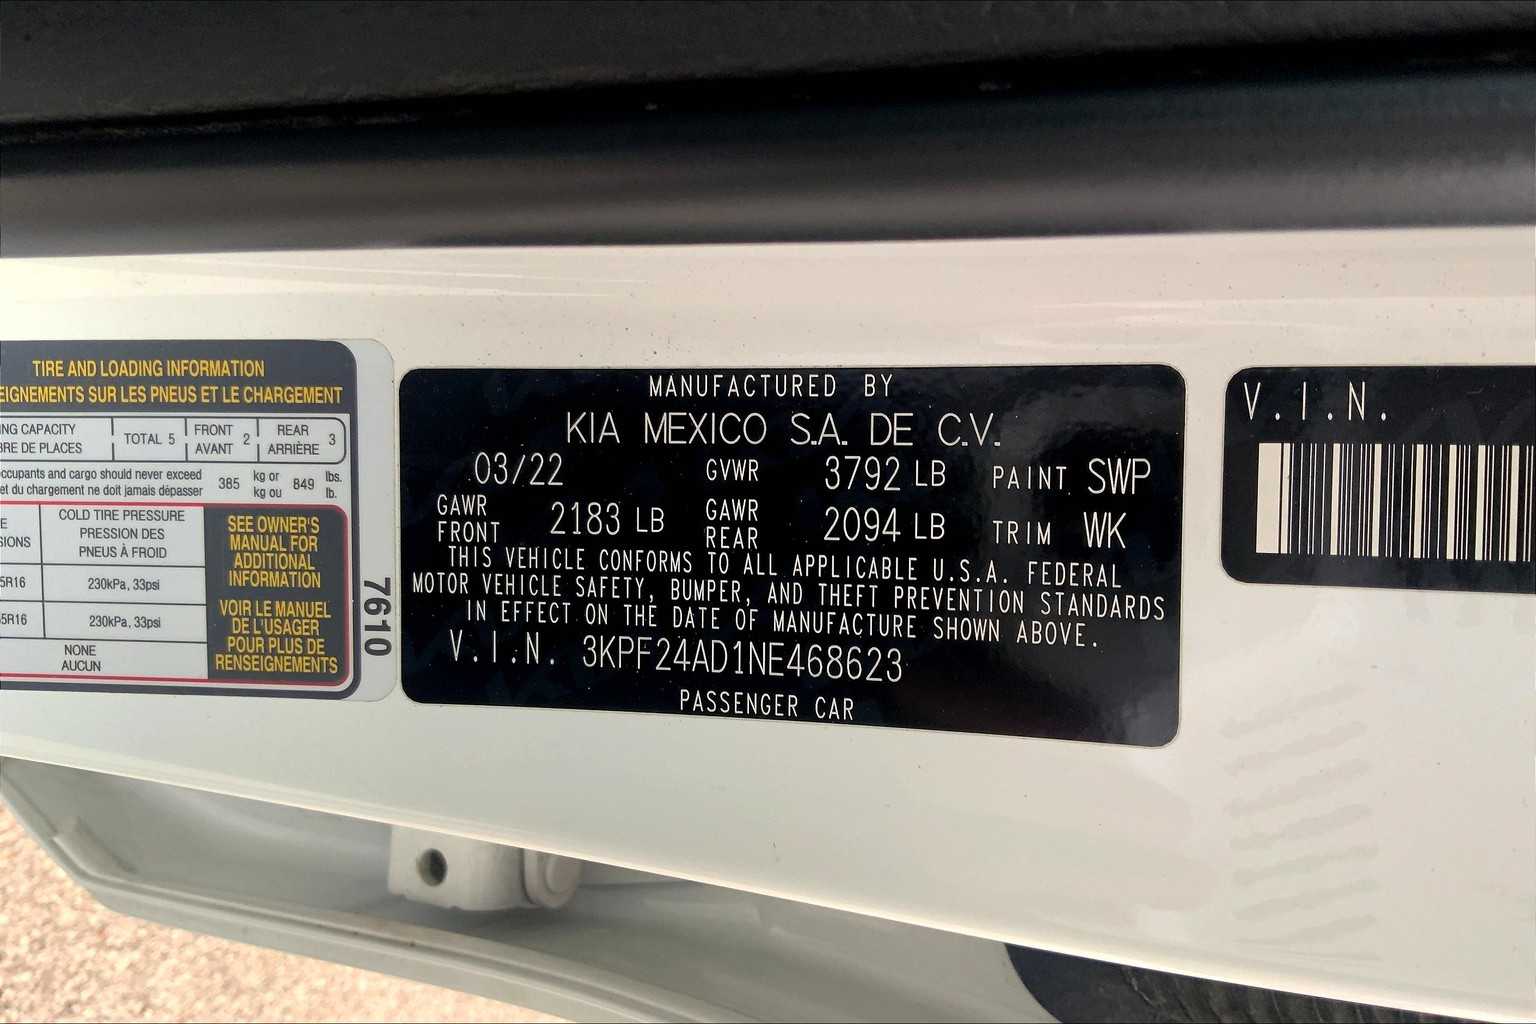 TIRE AND LOADING INFORMATION
EIGNEMENTS SUR LES PNEUS ET LE CHARGEMENT
NG CAPACITY
BRE DE PLACES
TOTAL 5
FRONT
AVANT 2
REAR
ARRIÈRE 3
ccupants and cargo should never exceed
et du chargement ne doit jamais dépasser
385
kg or
kg ou
849
lbs.
lb.
E
SIONS
COLD TIRE PRESSURE
PRESSION DES
PNEUS À FROID
5R16
230kPa, 33psi
5R16
230kPa, 33psi
NONE
AUCUN
SEE OWNER'S
MANUAL FOR
ADDITIONAL
INFORMATION
VOIR LE MANUEL
DE L'USAGER
POUR PLUS DE
RENSEIGNEMENTS
7610
MANUFACTURED BY
KIA MEXICO S.A. DE C.V.
03/22 GVWR 3792 LB PAINT SWP
GAWR
FRONT 2183 LB
GAWR
REAR 2094 LB
TRIM WK
THIS VEHICLE CONFORMS TO ALL APPLICABLE U.S.A. FEDERAL
MOTOR VEHICLE SAFETY, BUMPER, AND THEFT PREVENTION STANDARDS
IN EFFECT ON THE DATE OF MANUFACTURE SHOWN ABOVE.
V.I.N. 3KPF24AD1NE468623
PASSENGER CAR
V.I.N.